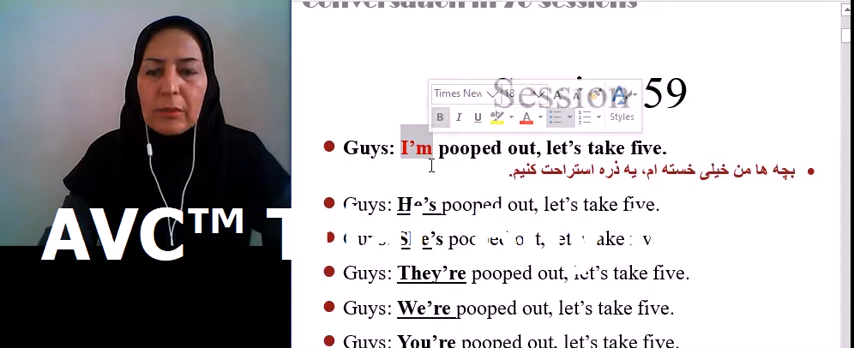 Conversation in 70 sessions
Session 59
Times New
18
B I U
Styles
Guys: I'm pooped out, let's take five.
بچه ها من خیلی خسته ام، یه ذره استراحت کنیم.
Guys: He's pooped out, let's take five.
She's
Guys: They're pooped out, let's take five.
Guys: We're pooped out, let's take five.
Guys: You're pooped out, let's take five.
AVC™ T